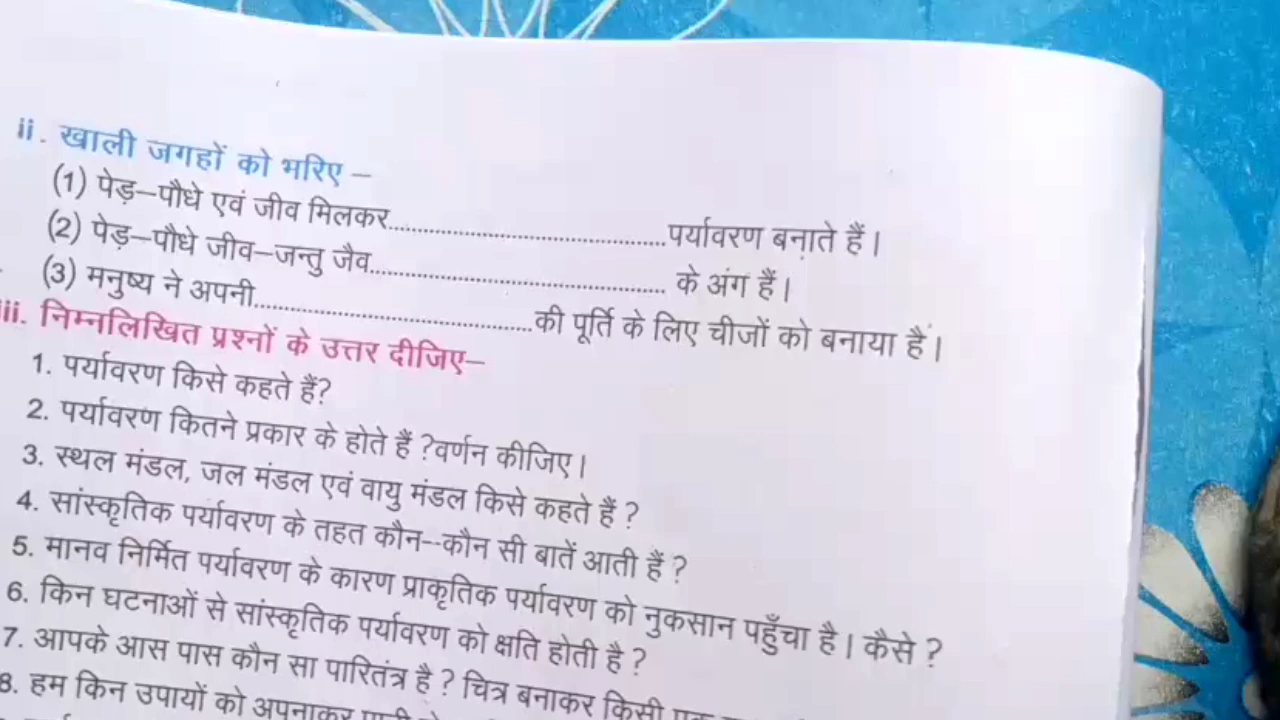 ii. खाली जगहों को भरिए –
(1) पेड़–पौधे एवं जीव मिलकर.......................................पर्यावरण बनाते हैं।
(2) पेड़–पौधे जीव–जन्तु जैव.......................................... के अंग हैं।
(3) मनुष्य ने अपनी.......................................की पूर्ति के लिए चीजों को बनाया है।
iii. निम्नलिखित प्रश्नों के उत्तर दीजिए–
1. पर्यावरण किसे कहते हैं?
2. पर्यावरण कितने प्रकार के होते हैं ?वर्णन कीजिए।
3. स्थल मंडल, जल मंडल एवं वायु मंडल किसे कहते हैं ?
4. सांस्कृतिक पर्यावरण के तहत कौन–कौन सी बातें आती हैं ?
5. मानव निर्मित पर्यावरण के कारण प्राकृतिक पर्यावरण को नुकसान पहुँचा है। कैसे ?
6. किन घटनाओं से सांस्कृतिक पर्यावरण को क्षति होती है ?
7. आपके आस पास कौन सा पारितंत्र है ? चित्र बनाकर किसी एक
8. हम किन उपायों को अपनाकर